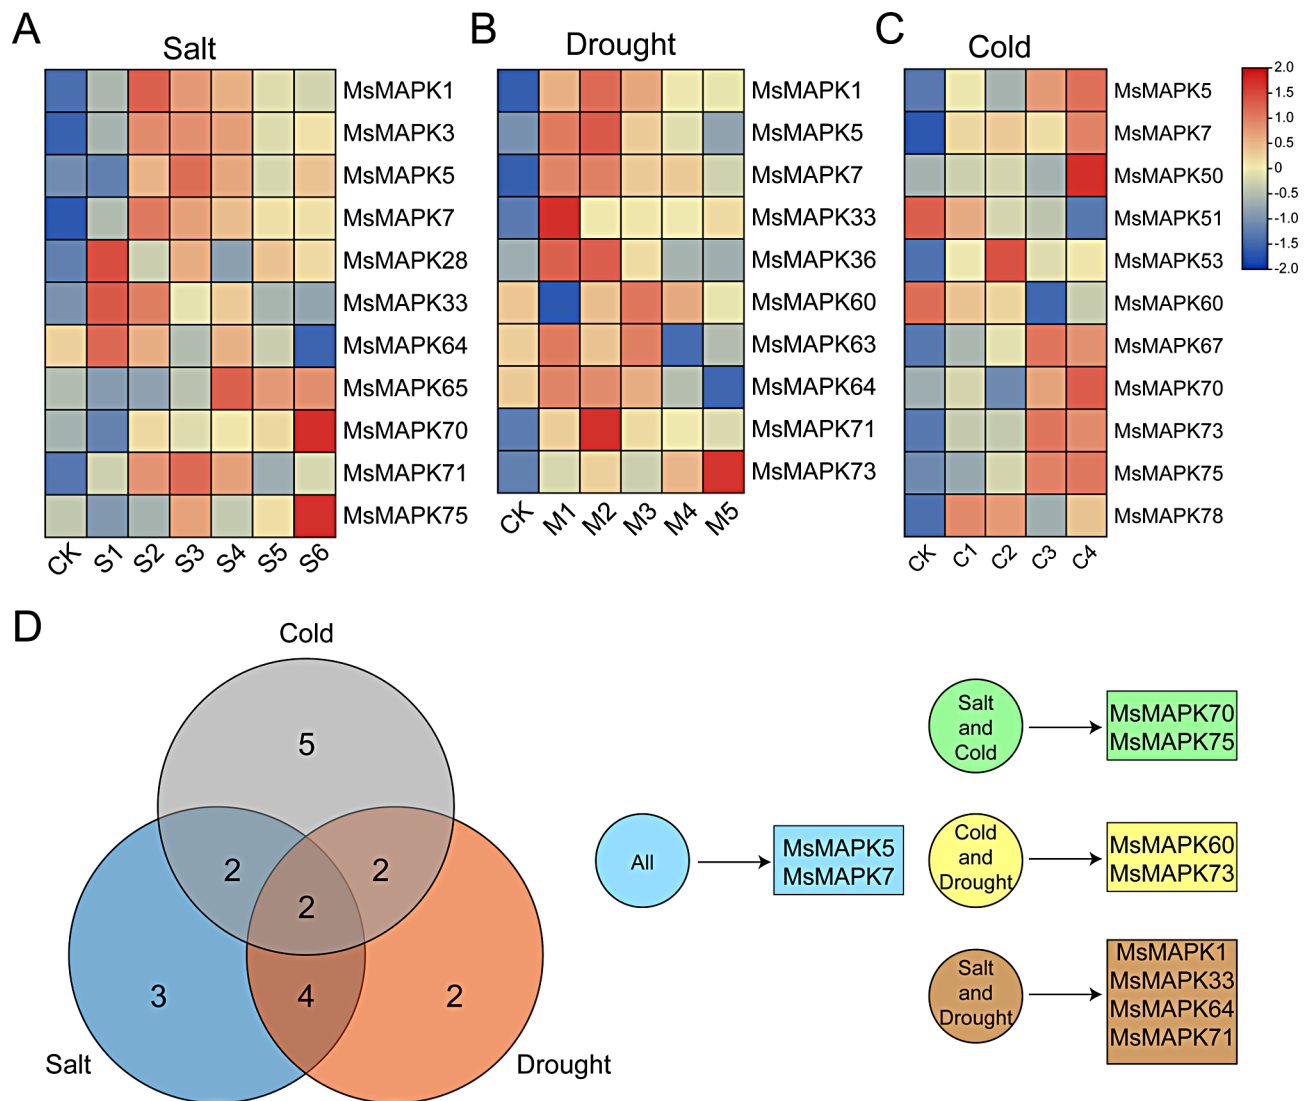 A
Salt
MsMAPK1
MsMAPK3
MsMAPK5
MsMAPK7
MsMAPK28
MsMAPK33
MsMAPK64
MsMAPK65
MsMAPK70
MsMAPK71
MsMAPK75
CK S1 S2 S3 S4 S5 S6
B
Drought
MsMAPK1
MsMAPK5
MsMAPK7
MsMAPK33
MsMAPK36
MsMAPK60
MsMAPK63
MsMAPK64
MsMAPK71
MsMAPK73
CK M1 M2 M3 M4 M5
C
Cold
MsMAPK5
MsMAPK7
MsMAPK50
MsMAPK51
MsMAPK53
MsMAPK60
MsMAPK67
MsMAPK70
MsMAPK73
MsMAPK75
MsMAPK78
CK C1 C2 C3 C4
2.0
1.5
1.0
0.5
0
-0.5
-1.0
-1.5
-2.0
D
Cold
5
2
2
2
3
4
2
Salt
Drought
All
MsMAPK5
MsMAPK7
Salt
and
Cold
MsMAPK70
MsMAPK75
Cold
and
Drought
MsMAPK60
MsMAPK73
Salt
and
Drought
MsMAPK1
MsMAPK33
MsMAPK64
MsMAPK71